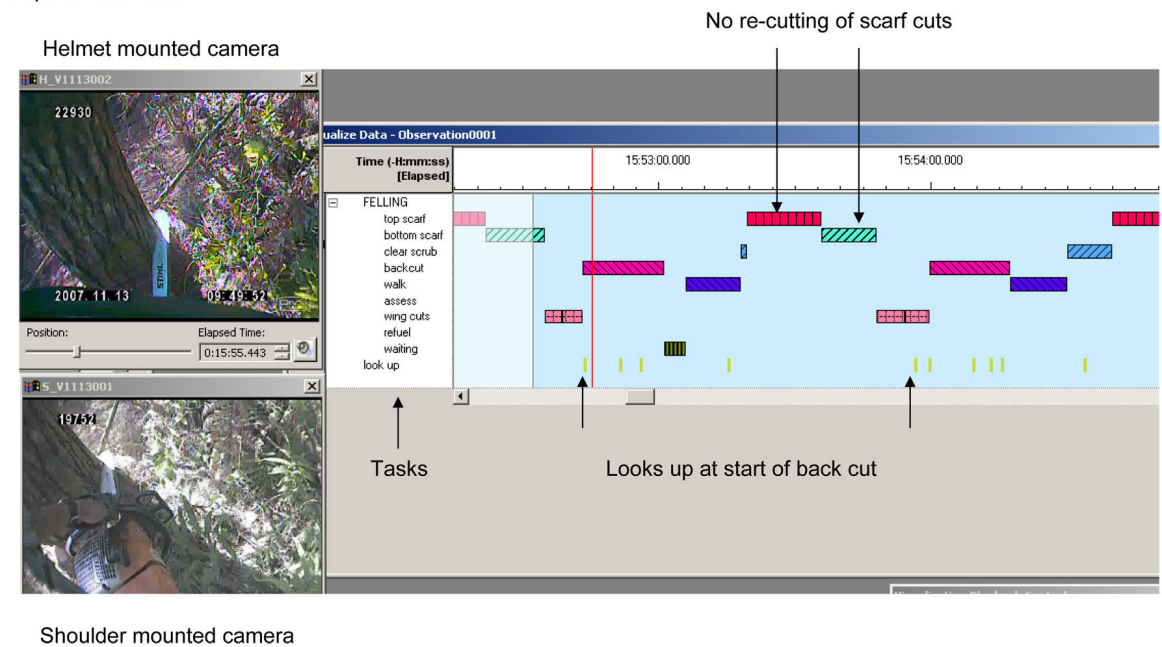 No re-cutting of scarf cuts
Helmet mounted camera
H_V1113002
22930
STIHL
2007. 11. 13 09: 49: 52
Position: Elapsed Time:
0:15:55.443
ualize Data - Observation0001
Time (-H:mm:ss) 15:53:00.000 15:54:00.000
[Elapsed]
FELLING
top scarf
bottom scarf
clear scrub
backcut
walk
assess
wing cuts
refuel
waiting
look up
S_V1113001
19752
Tasks
Looks up at start of back cut
Shoulder mounted camera